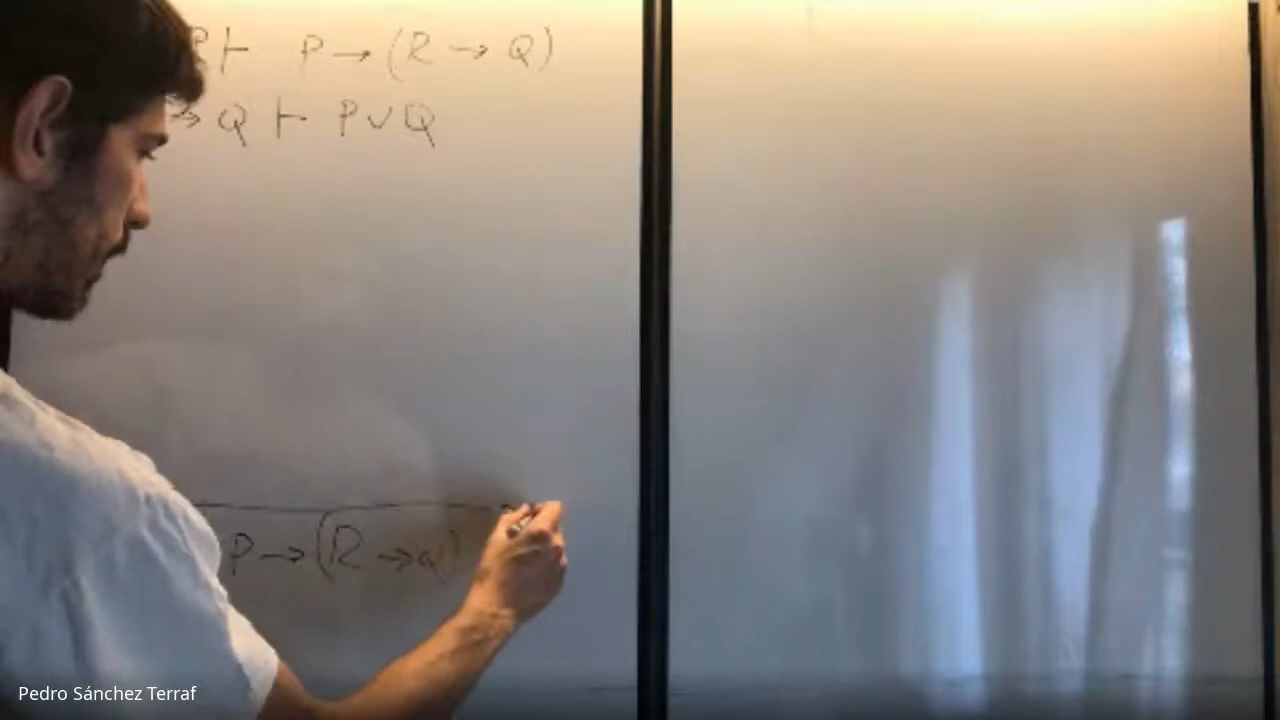 P ⊢ P → (R → Q)
→ Q ⊢ P ∨ Q
P → (R → Q)
Pedro Sánchez Terraf